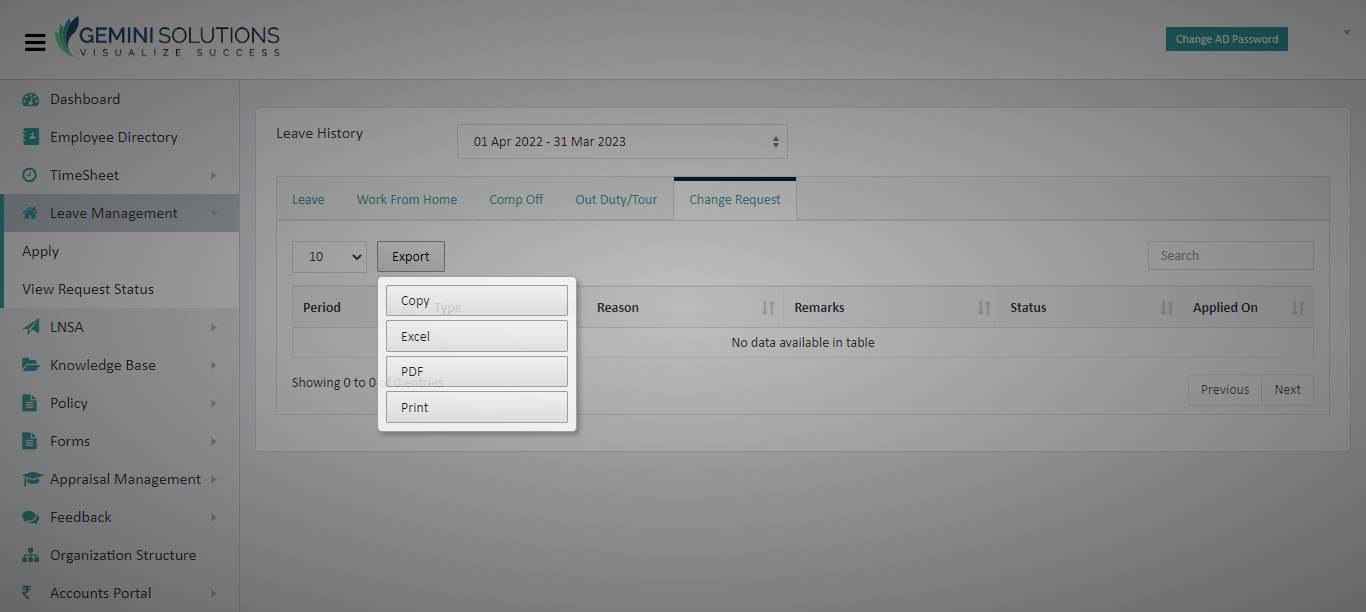 GEMINI SOLUTIONS
VISUALIZE SUCCESS
Change AD Password
Dashboard
Employee Directory
TimeSheet
Leave Management
Apply
View Request Status
LNSA
Knowledge Base
Policy
Forms
Appraisal Management
Feedback
Organization Structure
Accounts Portal
Leave History
01 Apr 2022 - 31 Mar 2023
Leave Work From Home Comp Off Out Duty/Tour Change Request
10 Export Search
Copy
Excel
PDF
Print
Period Type Reason Remarks Status Applied On
No data available in table
Showing 0 to 0 of 0 entries
Previous Next